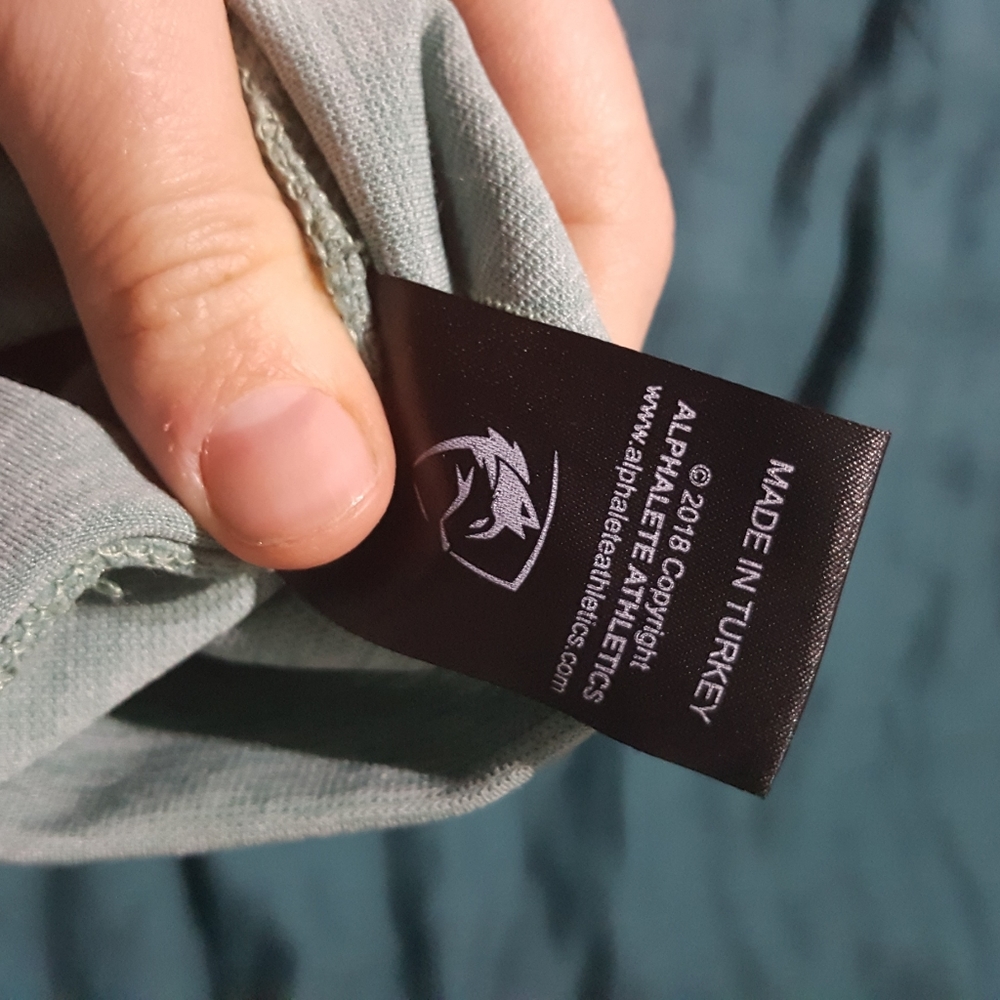 MADE IN TURKEY
© 2018 Copyright
ALPHALETE ATHLETICS
www.alphaleteathletics.com